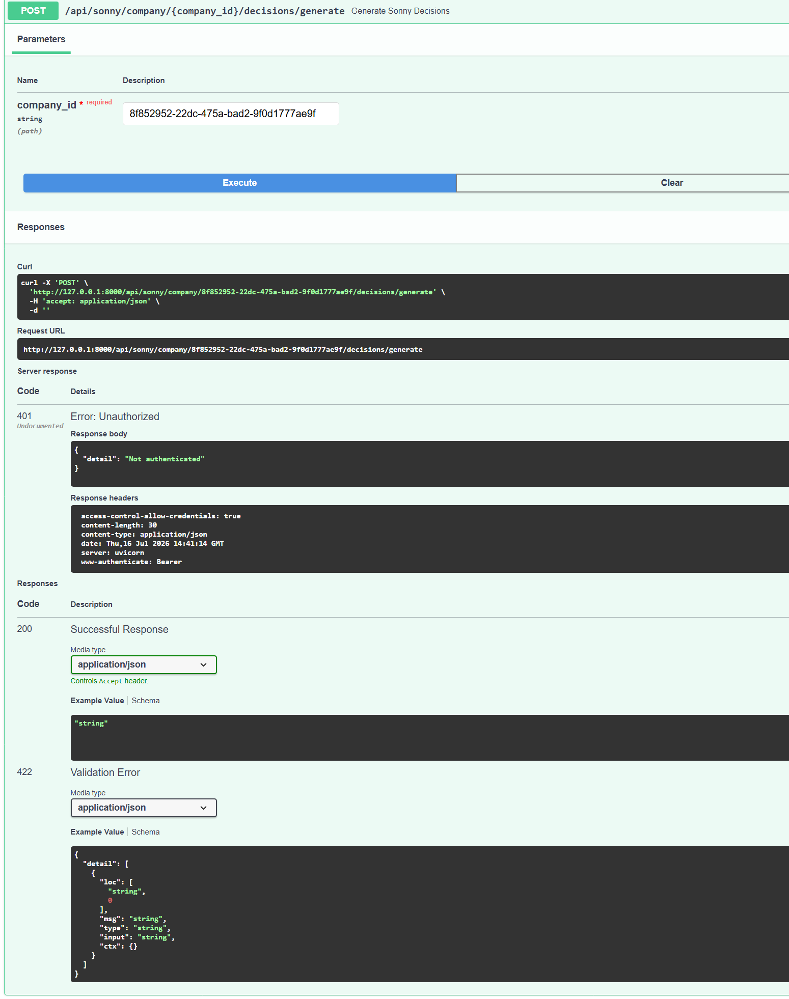 POST /api/sonny/company/{company_id}/decisions/generate Generate Sonny Decisions
Parameters
Name Description
company_id * required
string
(path)
8f852952-22dc-475a-bad2-9f0d1777ae9f
Execute Clear
Responses
Curl
curl -X 'POST' \
  'http://127.0.0.1:8000/api/sonny/company/8f852952-22dc-475a-bad2-9f0d1777ae9f/decisions/generate' \
  -H 'accept: application/json' \
  -d ''
Request URL
http://127.0.0.1:8000/api/sonny/company/8f852952-22dc-475a-bad2-9f0d1777ae9f/decisions/generate
Server response
Code Details
401 Error: Unauthorized
Undocumented
Response body
{
  "detail": "Not authenticated"
}
Response headers
access-control-allow-credentials: true
content-length: 30
content-type: application/json
date: Thu,16 Jul 2026 14:41:14 GMT
server: uvicorn
www-authenticate: Bearer
Responses
Code Description
200 Successful Response
Media type
application/json
Controls Accept header.
Example Value Schema
"string"
422 Validation Error
Media type
application/json
Example Value Schema
{
  "detail": [
    {
      "loc": [
        "string",
        0
      ],
      "msg": "string",
      "type": "string",
      "input": "string",
      "ctx": {}
    }
  ]
}